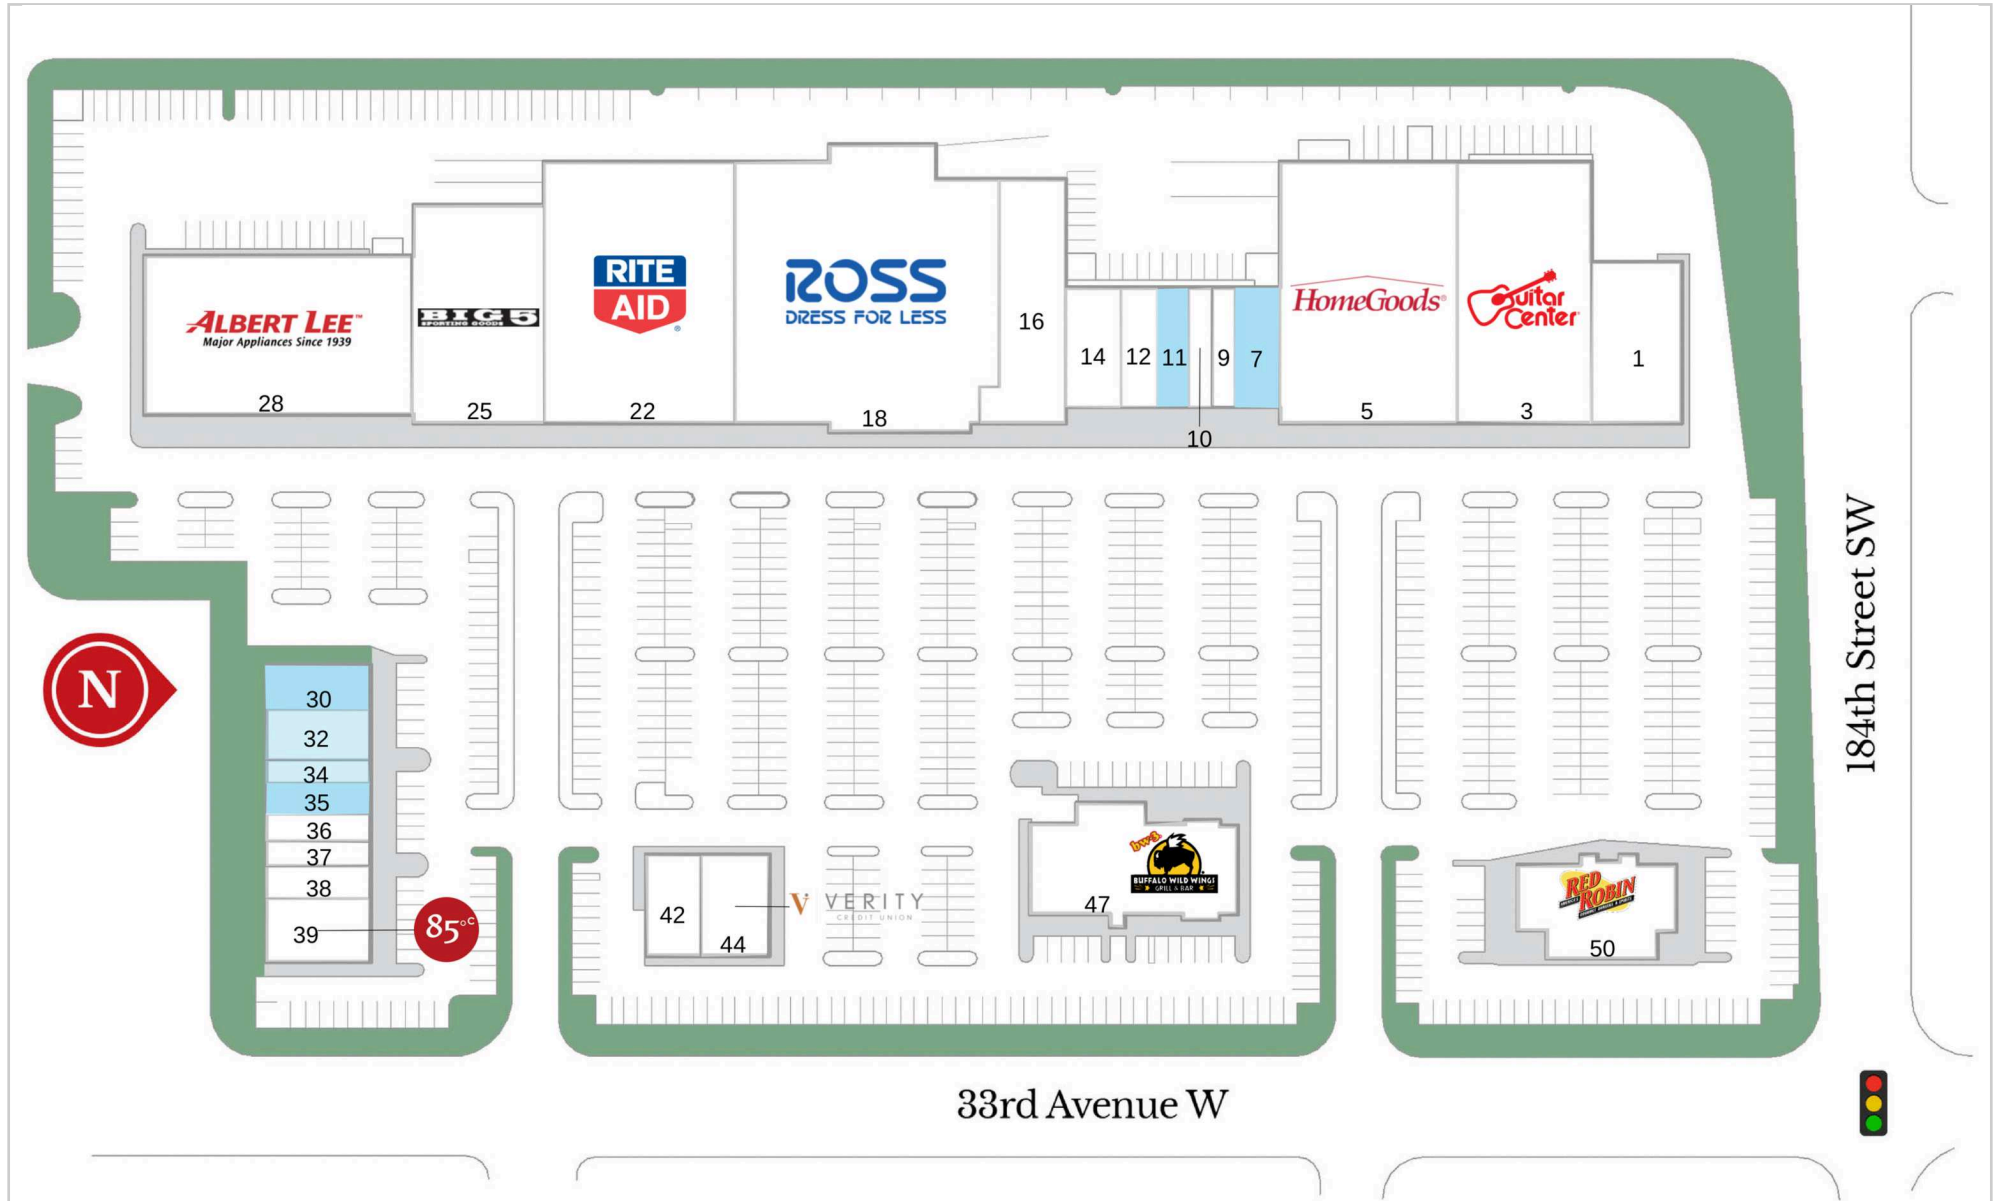 RITE
AID
®
ROSS
DRESS FOR LESS
ALBERT LEE™
Major Appliances Since 1939
BIG 5
SPORTING GOODS
HomeGoods®
Guitar
Center
28
25
22
18
16
14
12
11
10
9
7
5
3
1
184th Street SW
N
30
32
34
35
36
37
38
39
85°C
42
44
VERITY
CREDIT UNION
47
bw-3
BUFFALO WILD WINGS
GRILL & BAR
RED
ROBIN
50
33rd Avenue W